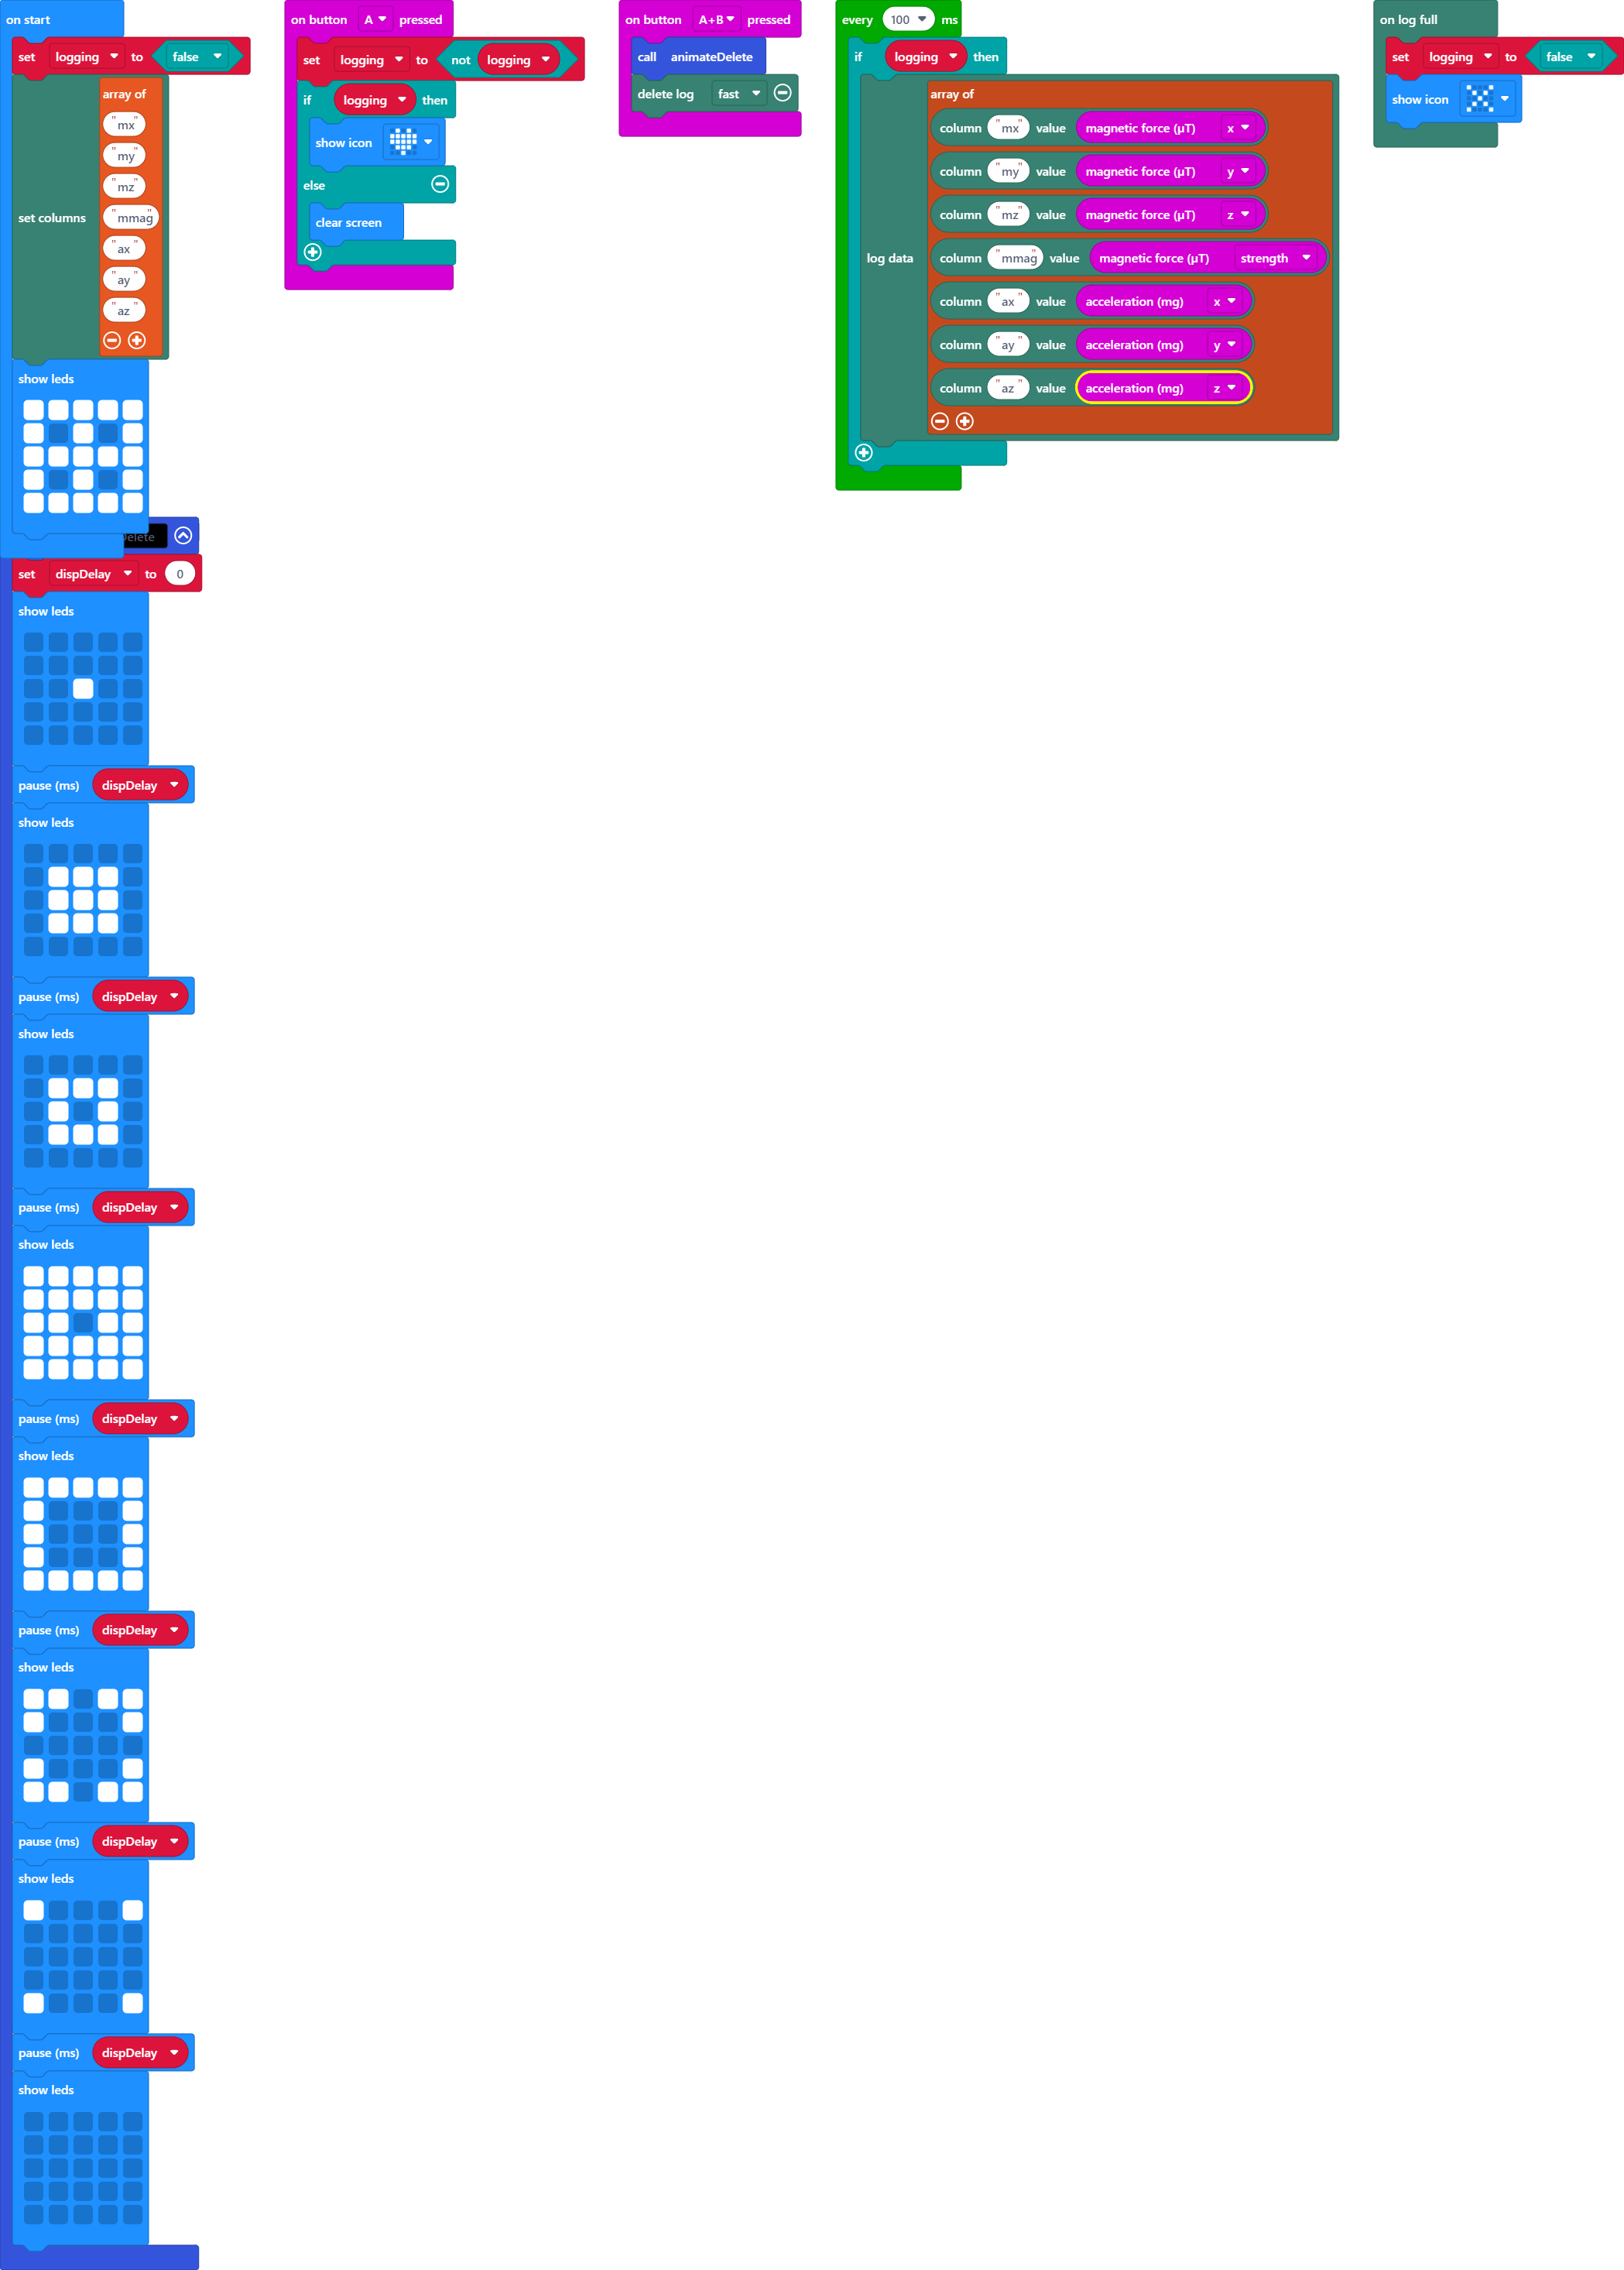 on start
set logging to false
set columns
array of
"mx"
"my"
"mz"
"mmag
"ax"
"ay"
"az"
show leds
Delete
set dispDelay to 0
show leds
pause (ms) dispDelay
show leds
pause (ms) dispDelay
show leds
pause (ms) dispDelay
show leds
pause (ms) dispDelay
show leds
pause (ms) dispDelay
show leds
pause (ms) dispDelay
show leds
pause (ms) dispDelay
show leds
on button A pressed
set logging to not logging
if logging then
show icon
else
clear screen
on button A+B pressed
call animateDelete
delete log fast
every 100 ms
if logging then
log data
array of
column "mx" value magnetic force (µT) x
column "my" value magnetic force (µT) y
column "mz" value magnetic force (µT) z
column "mmag value magnetic force (µT) strength
column "ax" value acceleration (mg) x
column "ay" value acceleration (mg) y
column "az" value acceleration (mg) z
on log full
set logging to false
show icon